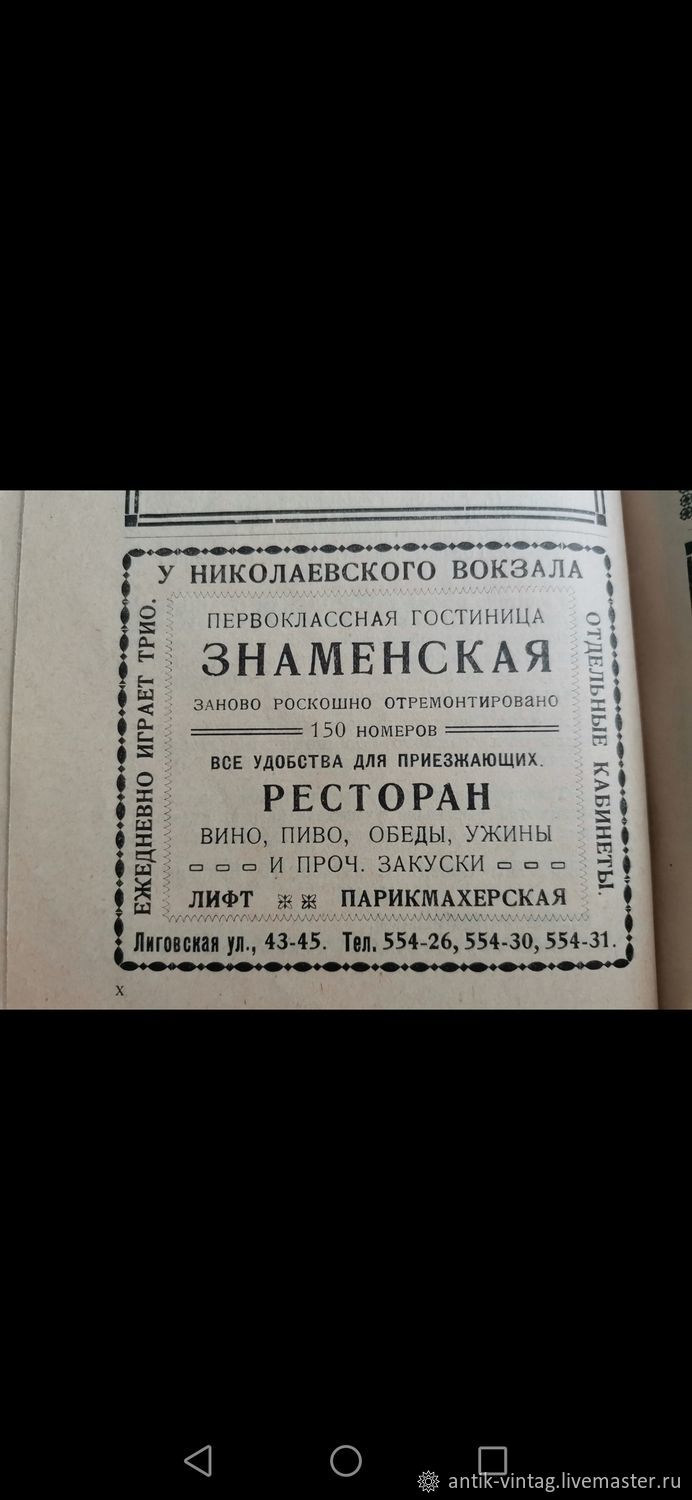 У НИКОЛАЕВСКОГО ВОКЗАЛА
ЕЖЕДНЕВНО ИГРАЕТ ТРИО.
ПЕРВОКЛАССНАЯ ГОСТИНИЦА
ЗНАМЕНСКАЯ
ЗАНОВО РОСКОШНО ОТРЕМОНТИРОВАНО
150 НОМЕРОВ
ВСЕ УДОБСТВА ДЛЯ ПРИЕЗЖАЮЩИХ.
РЕСТОРАН
ВИНО, ПИВО, ОБЕДЫ, УЖИНЫ
И ПРОЧ. ЗАКУСКИ
ЛИФТ ПАРИКМАХЕРСКАЯ
ОТДЕЛЬНЫЕ КАБИНЕТЫ.
Лиговская ул., 43-45. Тел. 554-26, 554-30, 554-31.
X
antik-vintag.livemaster.ru